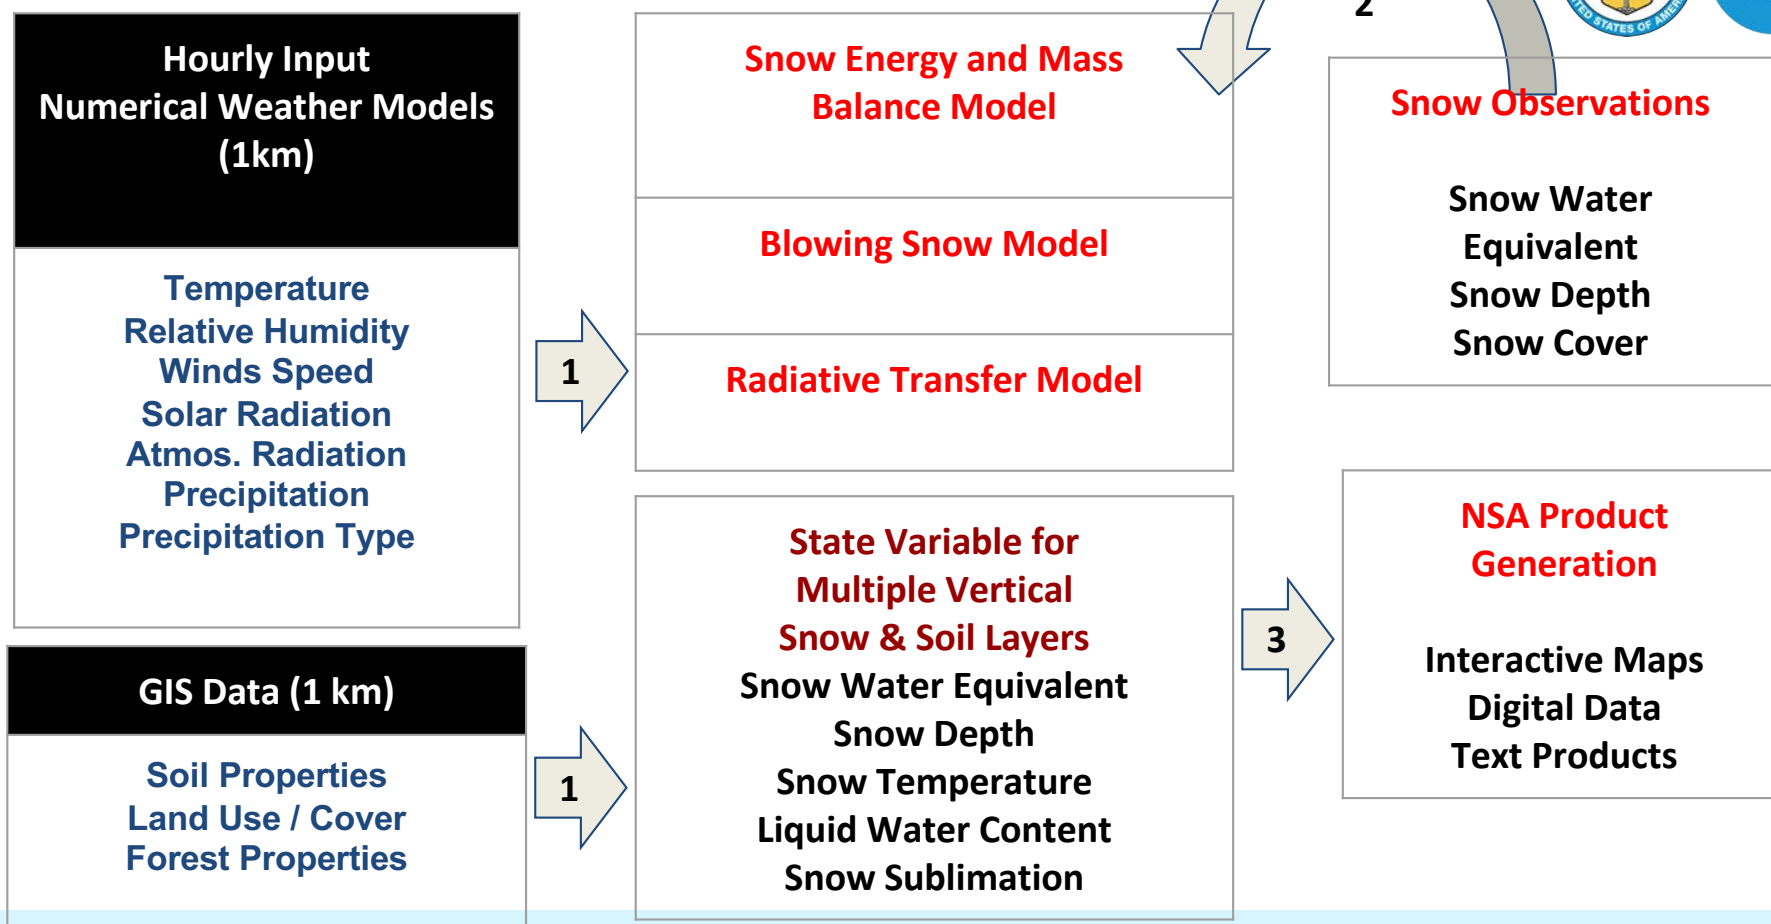 Hourly Input
Numerical Weather Models
(1km)
Temperature
Relative Humidity
Winds Speed
Solar Radiation
Atmos. Radiation
Precipitation
Precipitation Type
GIS Data (1 km)
Soil Properties
Land Use / Cover
Forest Properties
1
1
Snow Energy and Mass
Balance Model
Blowing Snow Model
Radiative Transfer Model
State Variable for
Multiple Vertical
Snow & Soil Layers
Snow Water Equivalent
Snow Depth
Snow Temperature
Liquid Water Content
Snow Sublimation
2
STATES OF AMER
Snow Observations
Snow Water
Equivalent
Snow Depth
Snow Cover
3
NSA Product
Generation
Interactive Maps
Digital Data
Text Products